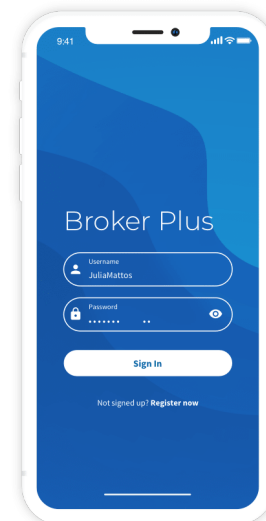 9:41
Broker Plus
Username
JuliaMattos
Password
••••••• ••
Sign In
Not signed up? Register now